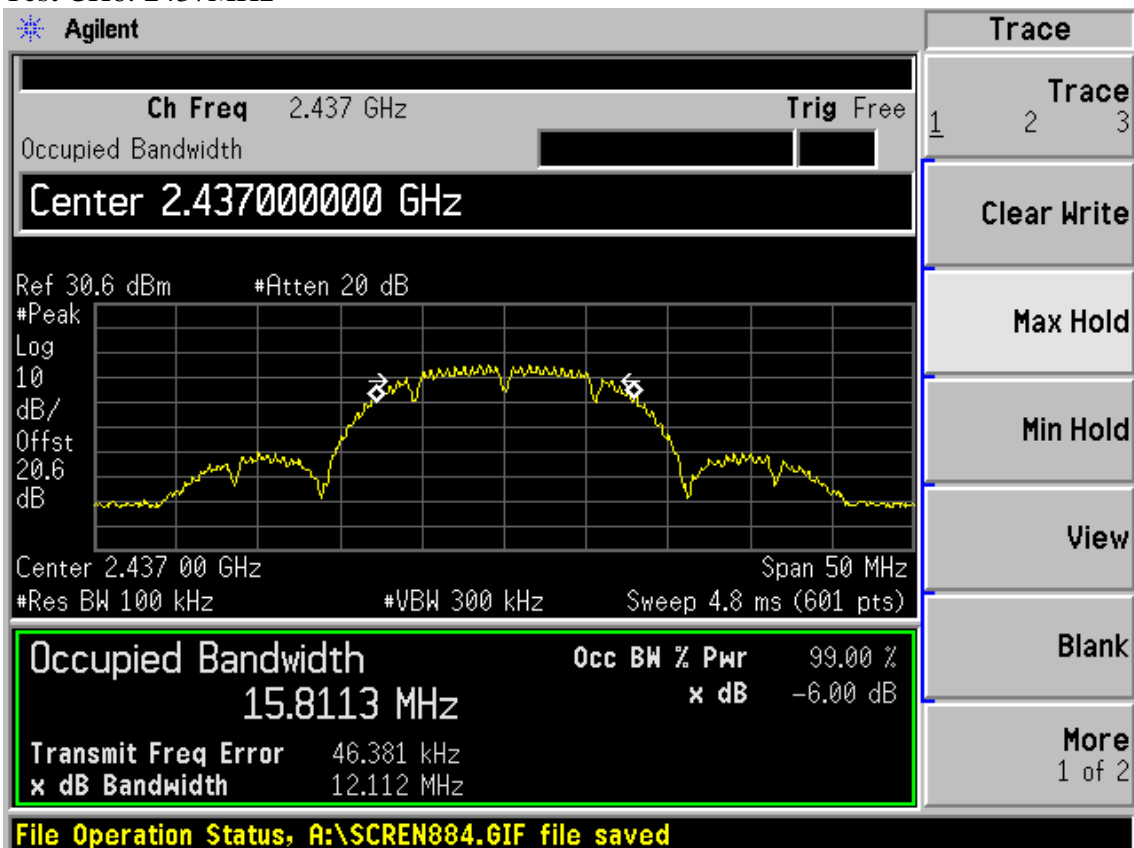 Agilent
Trace
Ch Freq 2.437 GHz Trig Free
Occupied Bandwidth
Center 2.437000000 GHz
Ref 30.6 dBm #Atten 20 dB
#Peak
Log
10
dB/
Offst
20.6
dB
Center 2.437 00 GHz Span 50 MHz
#Res BW 100 kHz #VBW 300 kHz Sweep 4.8 ms (601 pts)
Occupied Bandwidth Occ BW % Pwr 99.00 %
15.8113 MHz x dB -6.00 dB
Transmit Freq Error 46.381 kHz
x dB Bandwidth 12.112 MHz
File Operation Status, A:\SCREN884.GIF file saved
Trace
1 2 3
Clear Write
Max Hold
Min Hold
View
Blank
More
1 of 2